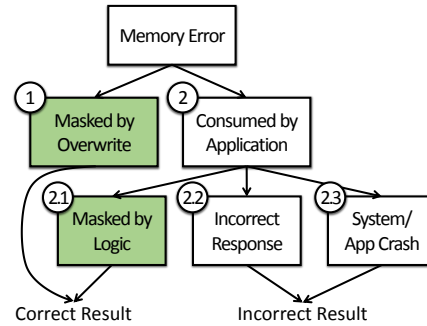 Memory Error
1
Masked by
Overwrite
2
Consumed by
Application
2.1
Masked by
Logic
2.2
Incorrect
Response
2.3
System/
App Crash
Correct Result
Incorrect Result